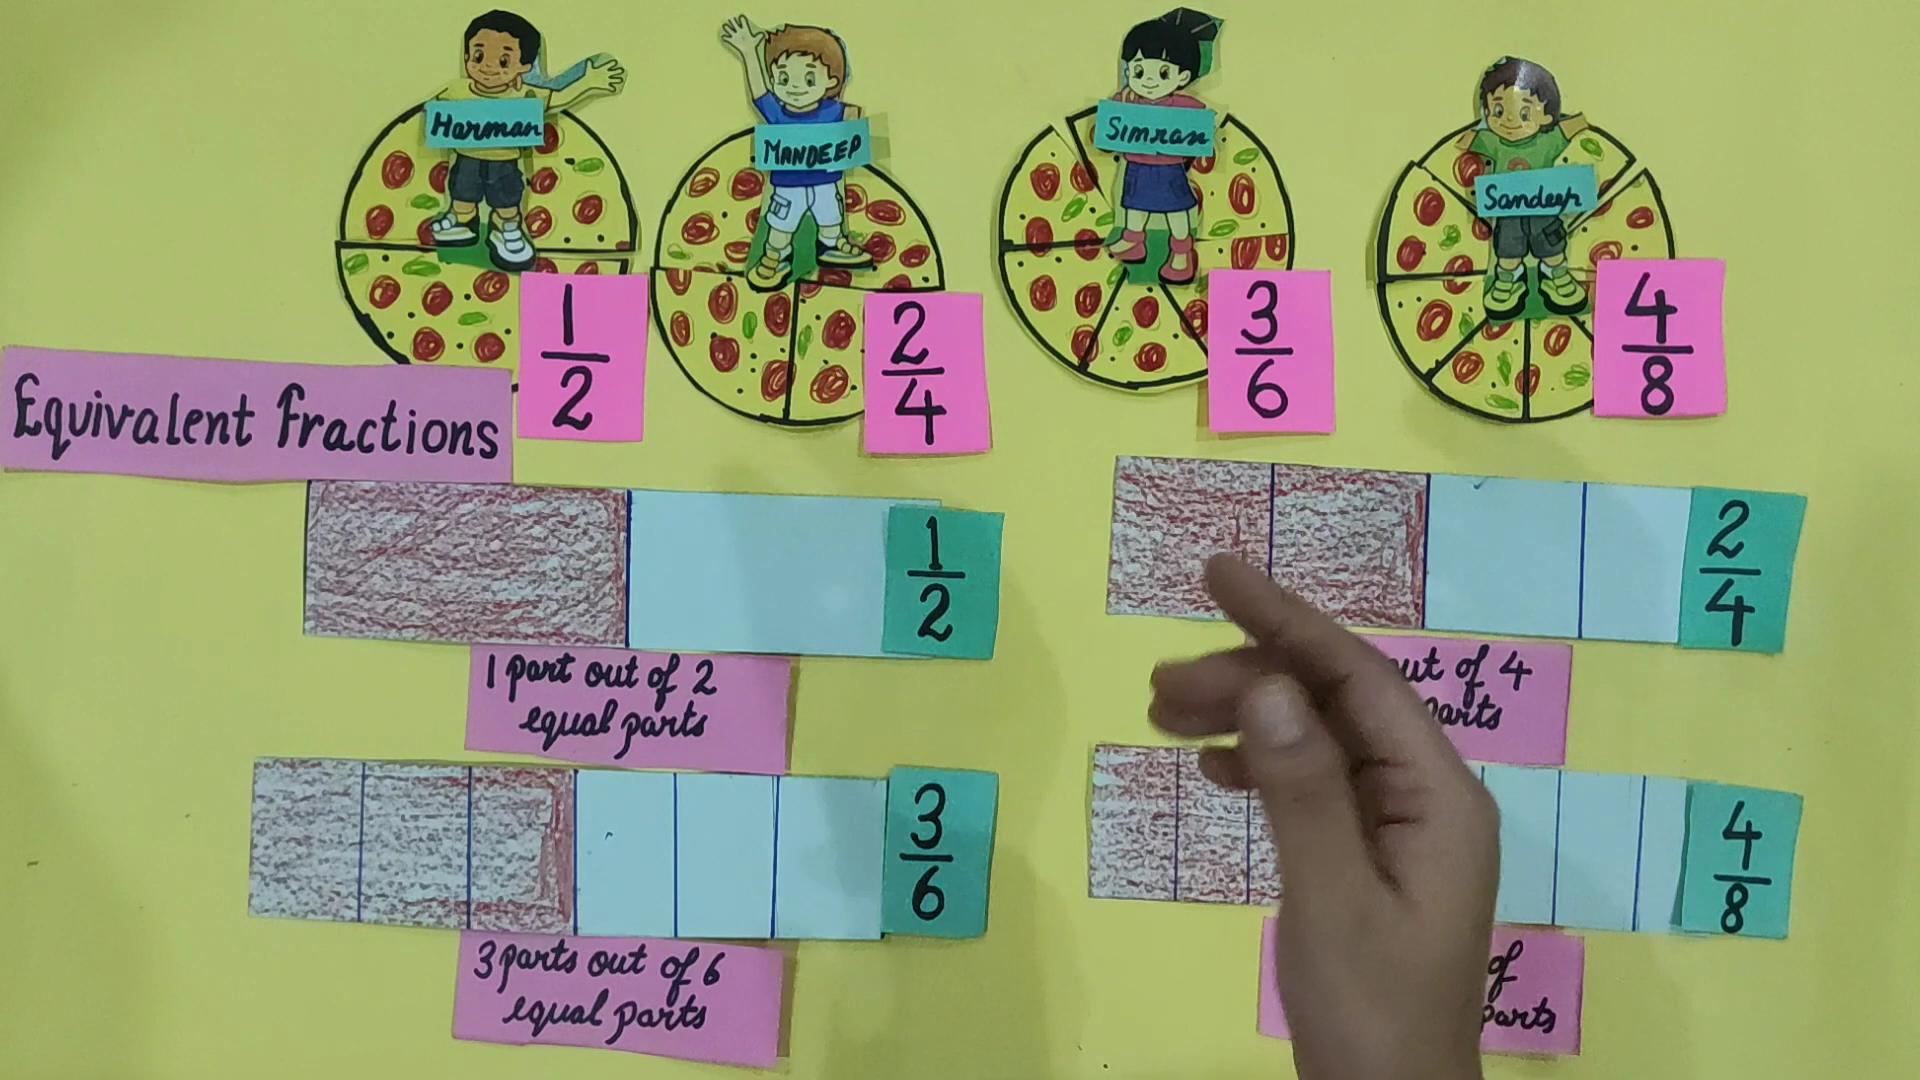 Harman
MANDEEP
Simran
Sandeep
1
2
2
4
3
6
4
8
Equivalent fractions
1
2
2
4
1 part out of 2
equal parts
out of 4
parts
3
6
4
8
3 parts out of 6
equal parts
of
parts